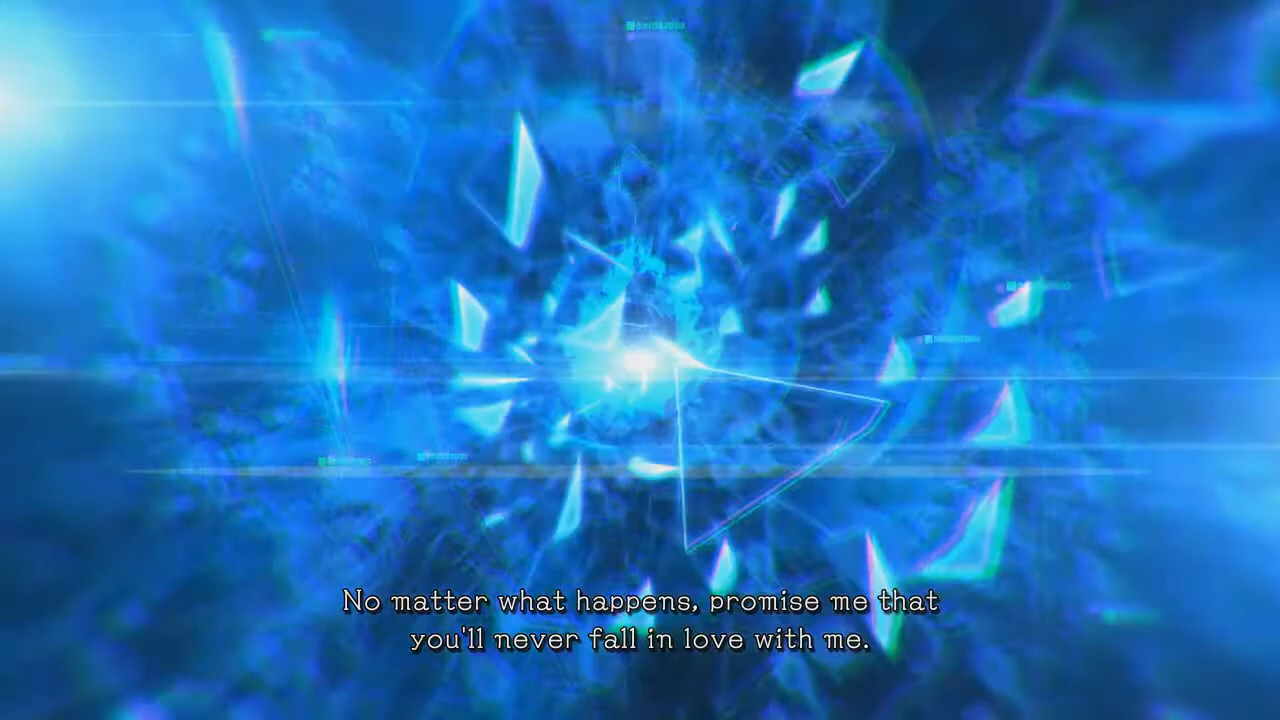 No matter what happens, promise me that
you'll never fall in love with me.